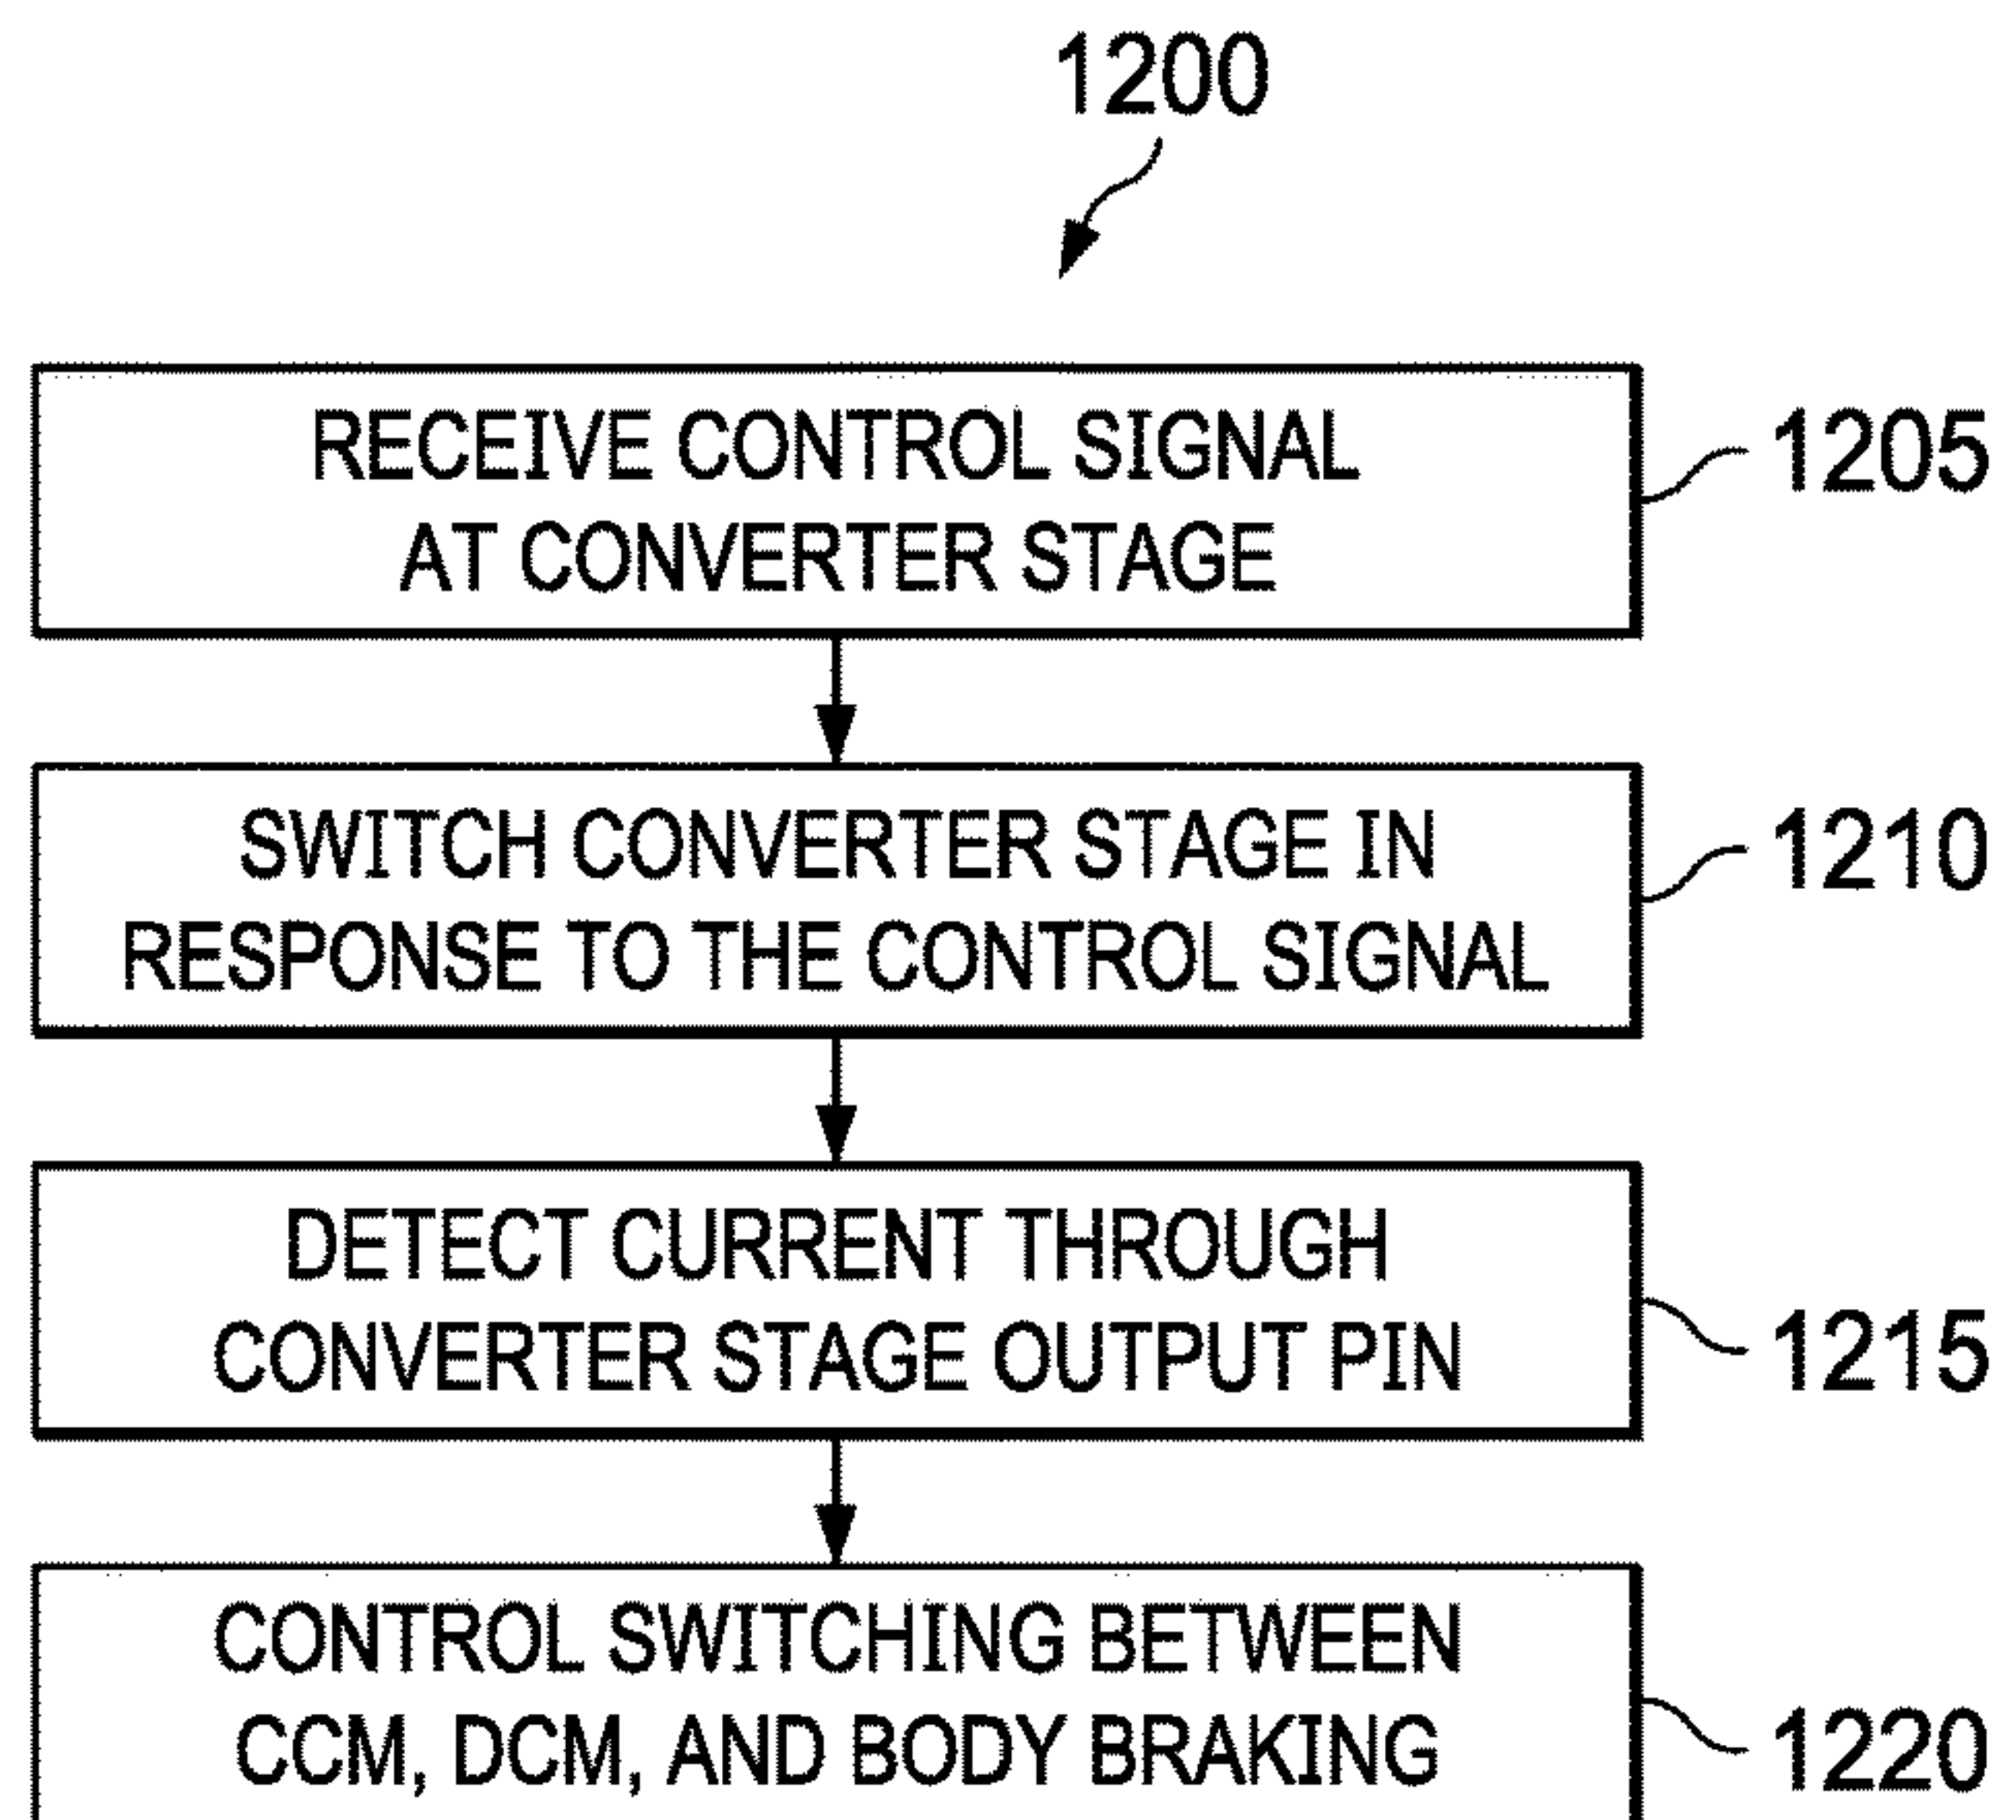 1200
RECEIVE CONTROL SIGNAL
AT CONVERTER STAGE
1205
SWITCH CONVERTER STAGE IN
RESPONSE TO THE CONTROL SIGNAL
1210
DETECT CURRENT THROUGH
CONVERTER STAGE OUTPUT PIN
1215
CONTROL SWITCHING BETWEEN
CCM, DCM, AND BODY BRAKING
1220